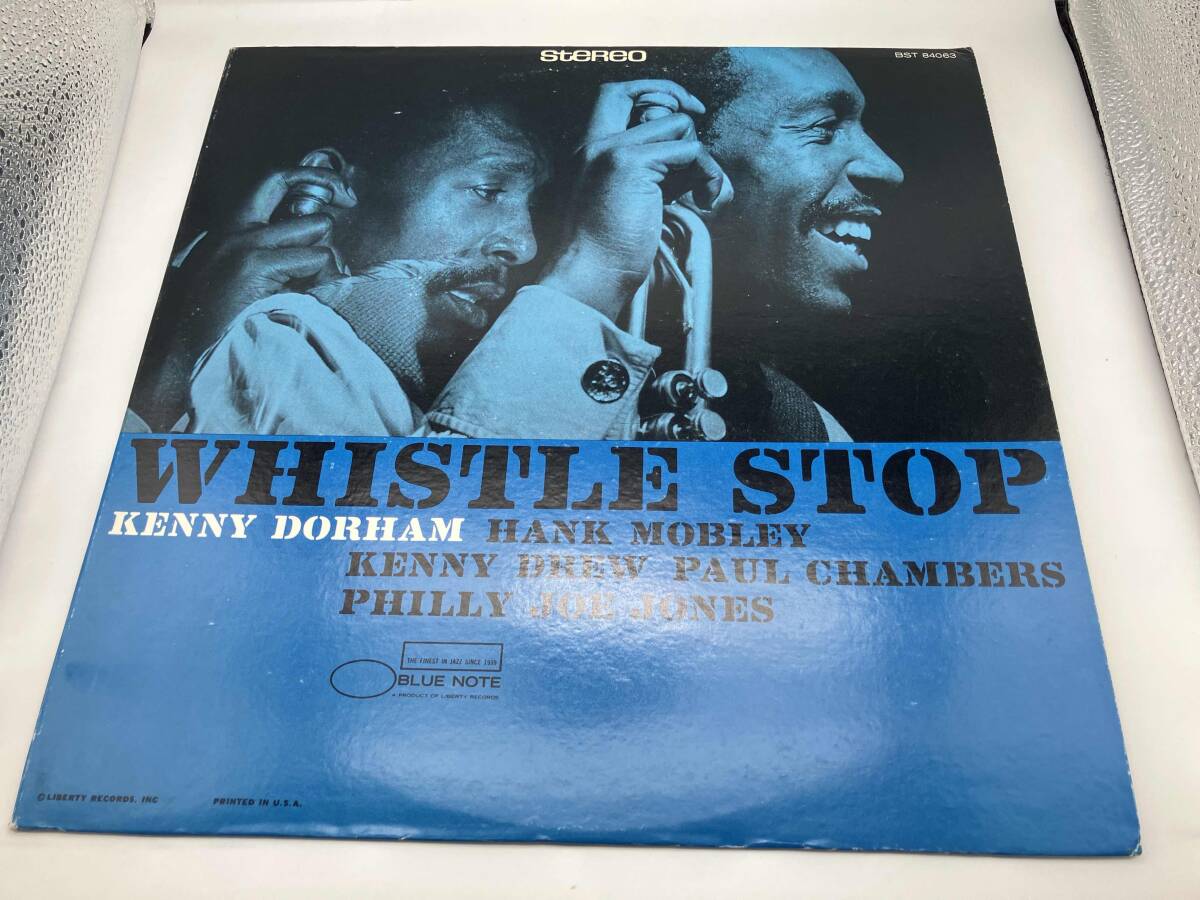 STEREO
BST 84063
WHISTLE STOP
KENNY DORHAM HANK MOBLEY
KENNY DREW PAUL CHAMBERS
PHILLY JOE JONES
THE FINEST IN JAZZ SINCE 1939
BLUE NOTE
A PRODUCT OF LIBERTY RECORDS
© LIBERTY RECORDS, INC PRINTED IN U.S.A.